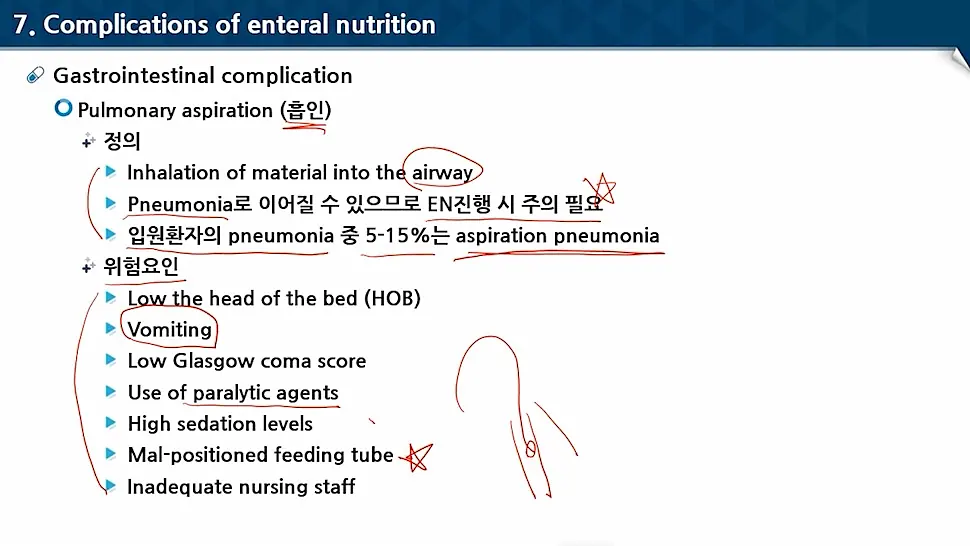 7. Complications of enteral nutrition
Gastrointestinal complication
Pulmonary aspiration (흡인)
정의
Inhalation of material into the airway
Pneumonia로 이어질 수 있으므로 EN진행 시 주의 필요
입원환자의 pneumonia 중 5-15%는 aspiration pneumonia
위험요인
Low the head of the bed (HOB)
Vomiting
Low Glasgow coma score
Use of paralytic agents
High sedation levels
Mal-positioned feeding tube
Inadequate nursing staff